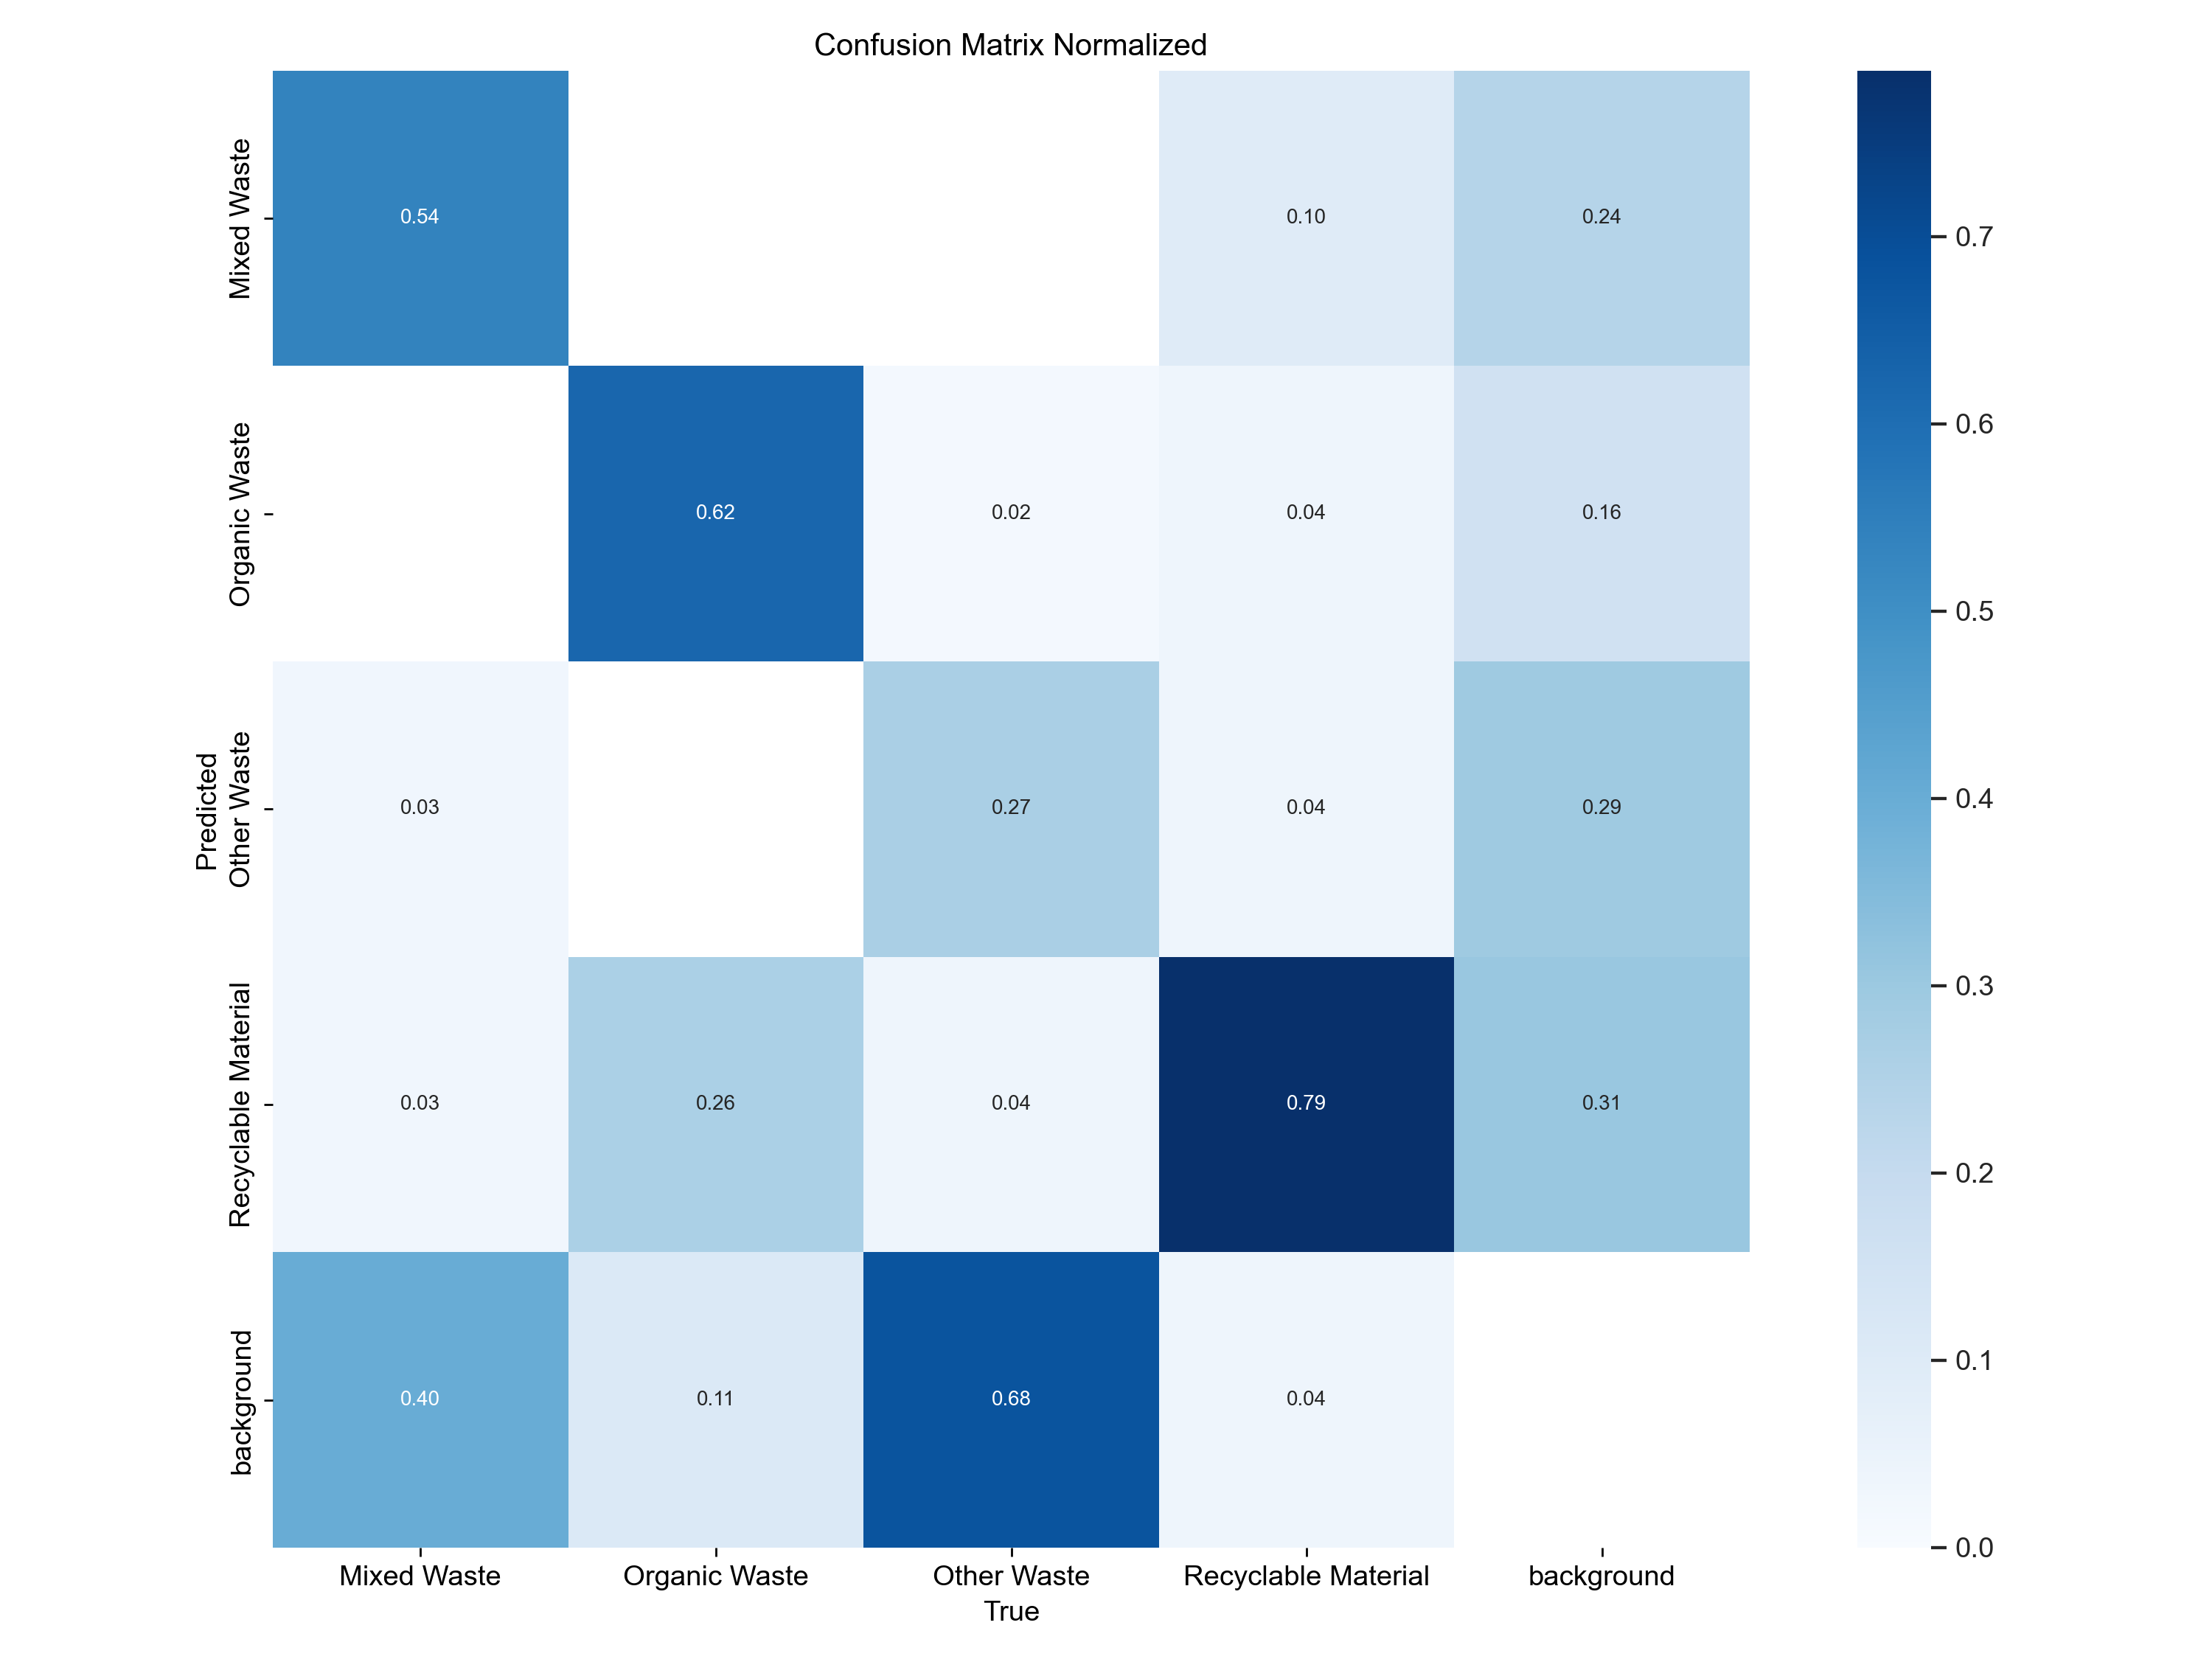 Confusion Matrix Normalized
Mixed Waste
0.54
0.10
0.24
Organic Waste
0.62
0.02
0.04
0.16
Predicted
Other Waste
0.03
0.27
0.04
0.29
Recyclable Material
0.03
0.26
0.04
0.79
0.31
background
0.40
0.11
0.68
0.04
Mixed Waste
Organic Waste
Other Waste
Recyclable Material
background
True
0.7
0.6
0.5
0.4
0.3
0.2
0.1
0.0